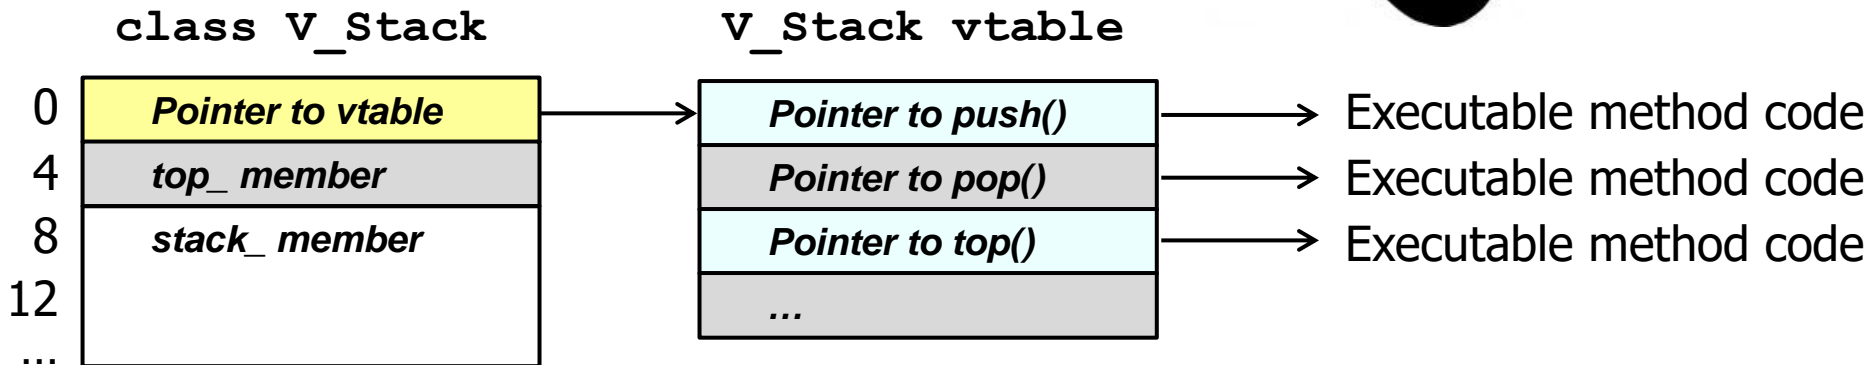 class V_Stack
V_Stack vtable
0
Pointer to vtable
Pointer to push()
Executable method code
4
top_ member
Pointer to pop()
Executable method code
8
stack_ member
Pointer to top()
Executable method code
12
...
...